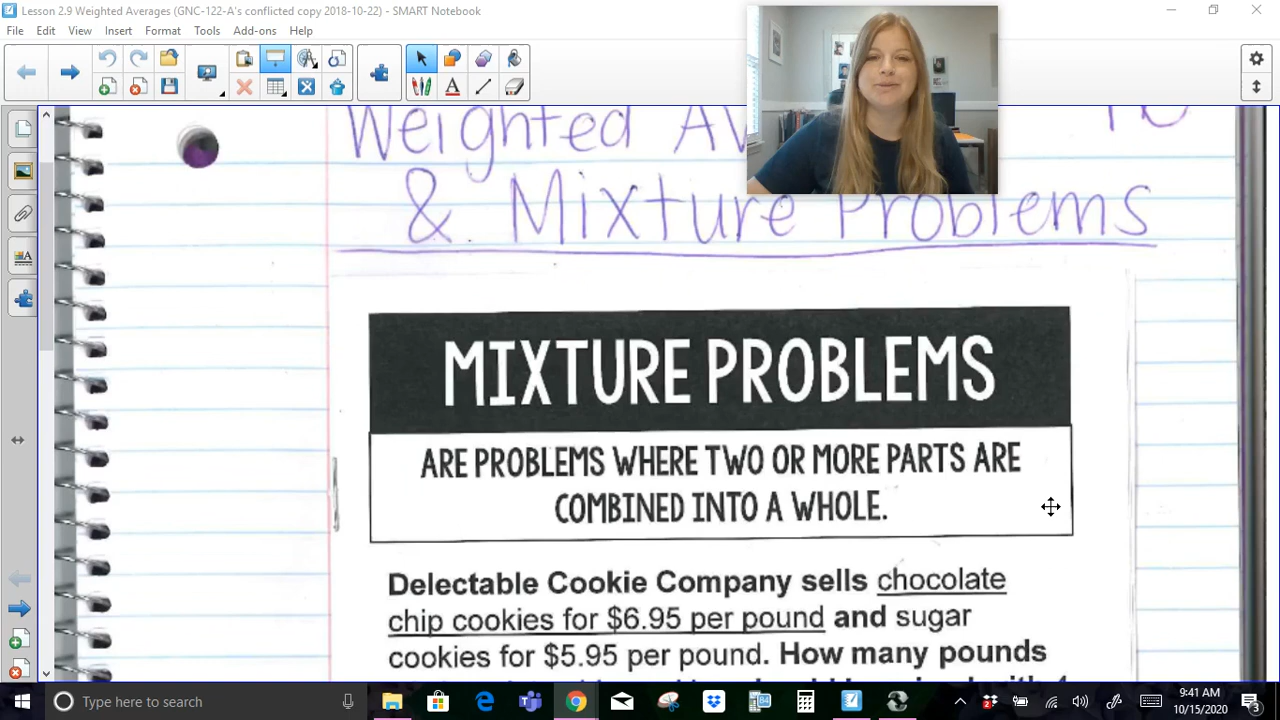 Lesson 2.9 Weighted Averages (GNC-122-A's conflicted copy 2018-10-22) - SMART Notebook
File Edit View Insert Format Tools Add-ons Help
Weighted Av
& Mixture Problems
MIXTURE PROBLEMS
ARE PROBLEMS WHERE TWO OR MORE PARTS ARE
COMBINED INTO A WHOLE.
Delectable Cookie Company sells chocolate
chip cookies for $6.95 per pound and sugar
cookies for $5.95 per pound. How many pounds
Type here to search
9:41 AM
10/15/2020
3